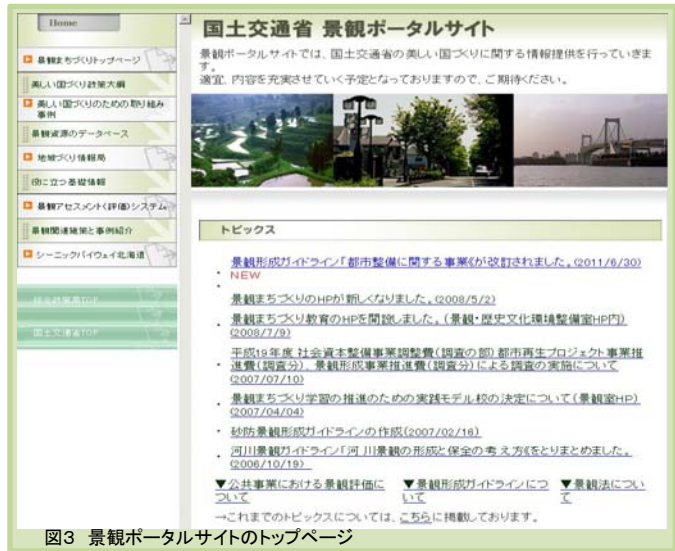 Home
景観まちづくりトップページ
美しい国づくり政策大綱
美しい国づくりのための取り組み
事例
景観資源のデータベース
地域づくり情報局
役に立つ基礎情報
景観アセスメント(評価)システム
景観関連施策と事例紹介
シーニックバイウェイ北海道
総合政策局TOP
国土交通省TOP
国土交通省 景観ポータルサイト
景観ポータルサイトでは、国土交通省の美しい国づくりに関する情報提供を行っていきま
す。
適宜、内容を充実させていく予定となっておりますので、ご期待ください。
トピックス
景観形成ガイドライン「都市整備に関する事業《が改訂されました。(2011/6/30)
NEW
景観まちづくりのHPが新しくなりました。(2008/5/2)
景観まちづくり教育のHPを開設しました。(景観・歴史文化環境整備室HP内)
(2008/7/9)
平成19年度 社会資本整備事業調整費(調査の部) 都市再生プロジェクト事業推
進費(調査分)、景観形成事業推進費(調査分)による調査の実施について
(2007/07/10)
景観まちづくり学習の推進のための実践モデル校の決定について(景観室HP)
(2007/04/04)
砂防景観形成ガイドラインの作成(2007/02/16)
河川景観ガイドライン「河川景観の形成と保全の考え方《をとりまとめました。
(2006/10/19)
▼公共事業における景観評価に
ついて
▼景観形成ガイドラインにつ
いて
▼景観法につい
て
→これまでのトピックスについては、こちらに掲載しております。
図3 景観ポータルサイトのトップページ